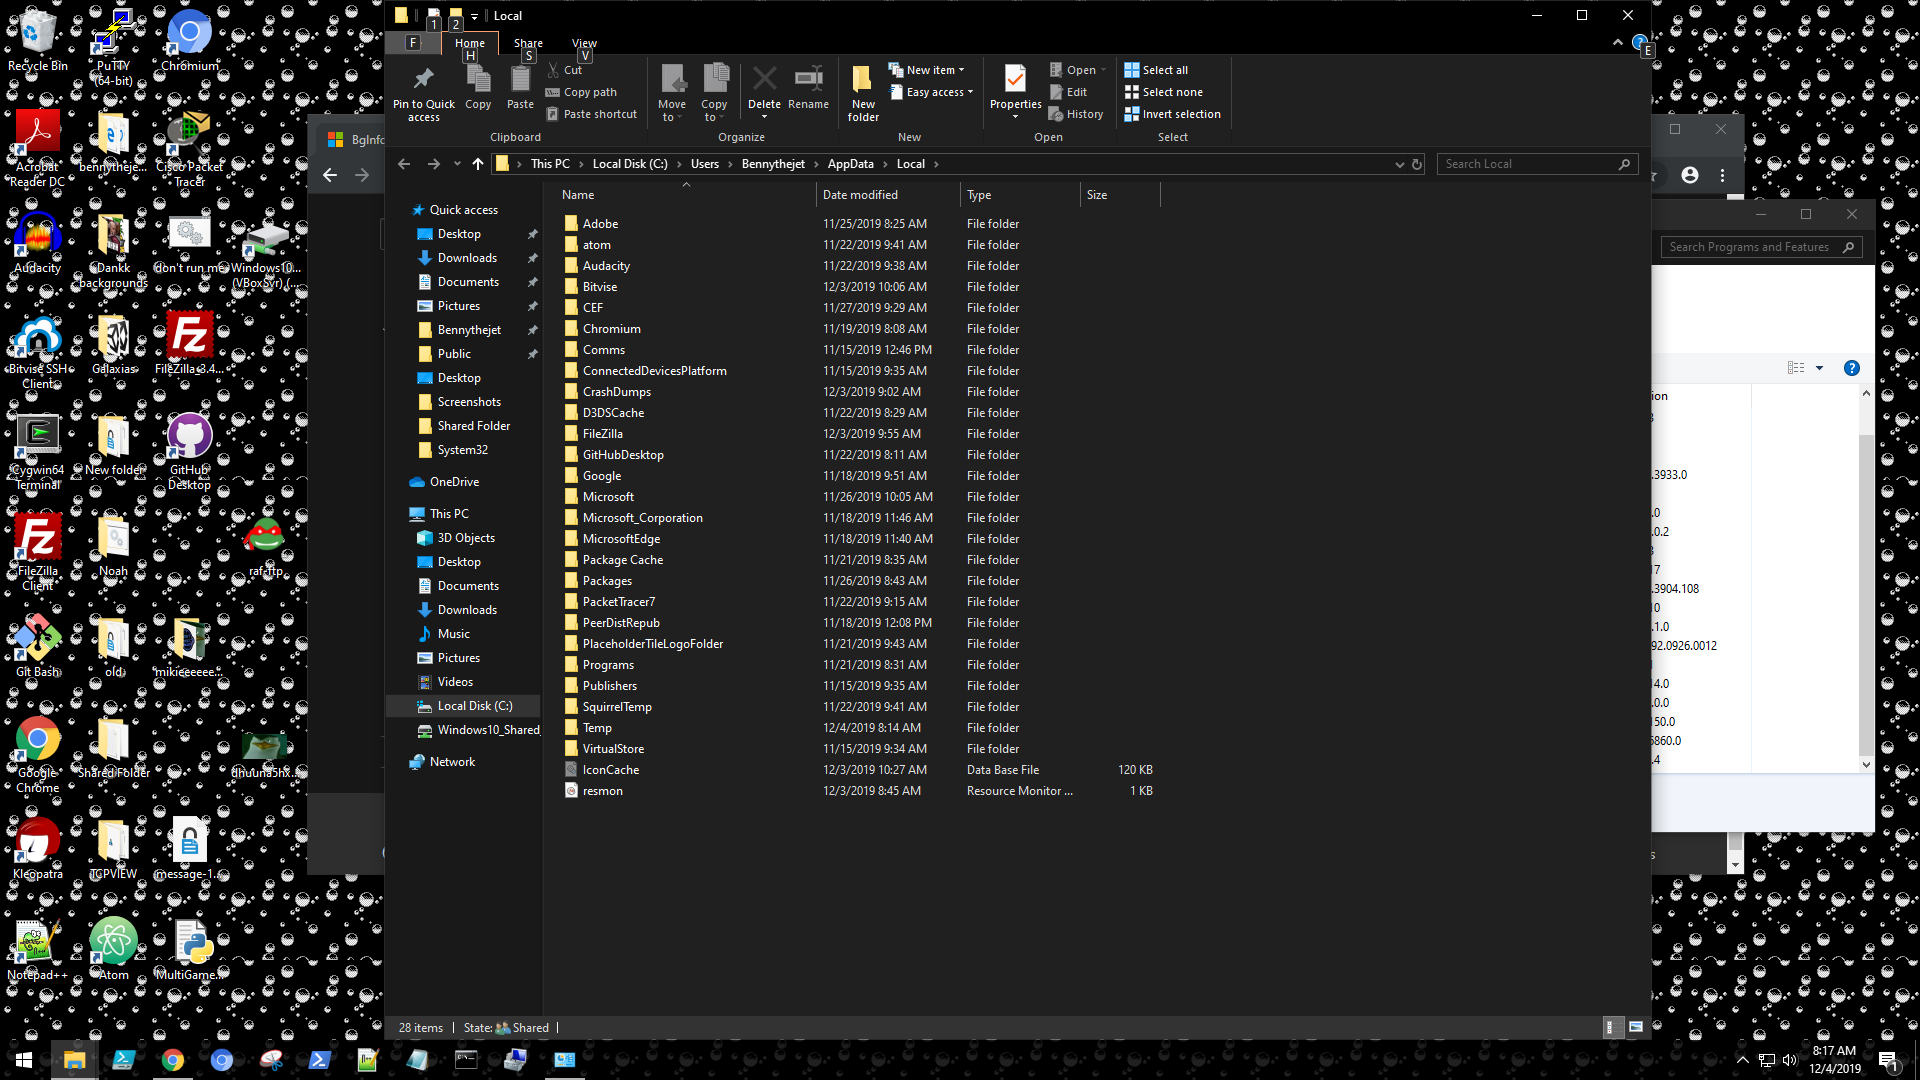 Local
1
2
F
Home
Share
View
H
S
V
E
Pin to Quick access
Copy
Paste
Cut
Copy path
Paste shortcut
Clipboard
Move to
Copy to
Delete
Rename
Organize
New folder
New item
Easy access
New
Properties
Open
Edit
History
Open
Select all
Select none
Invert selection
Select
This PC
Local Disk (C:)
Users
Bennythejet
AppData
Local
Search Local
Name
Date modified
Type
Size
Adobe 11/25/2019 8:25 AM File folder
atom 11/22/2019 9:41 AM File folder
Audacity 11/22/2019 9:38 AM File folder
Bitvise 12/3/2019 10:06 AM File folder
CEF 11/27/2019 9:29 AM File folder
Chromium 11/19/2019 8:08 AM File folder
Comms 11/15/2019 12:46 PM File folder
ConnectedDevicesPlatform 11/15/2019 9:35 AM File folder
CrashDumps 12/3/2019 9:02 AM File folder
D3DSCache 11/22/2019 8:29 AM File folder
FileZilla 12/3/2019 9:55 AM File folder
GitHubDesktop 11/22/2019 8:11 AM File folder
Google 11/18/2019 9:51 AM File folder
Microsoft 11/26/2019 10:05 AM File folder
Microsoft_Corporation 11/18/2019 11:46 AM File folder
MicrosoftEdge 11/18/2019 11:40 AM File folder
Package Cache 11/21/2019 8:35 AM File folder
Packages 11/26/2019 8:43 AM File folder
PacketTracer7 11/22/2019 9:15 AM File folder
PeerDistRepub 11/18/2019 12:08 PM File folder
PlaceholderTileLogoFolder 11/21/2019 9:43 AM File folder
Programs 11/21/2019 8:31 AM File folder
Publishers 11/15/2019 9:35 AM File folder
SquirrelTemp 11/22/2019 9:41 AM File folder
Temp 12/4/2019 8:14 AM File folder
VirtualStore 11/15/2019 9:34 AM File folder
IconCache 12/3/2019 10:27 AM Data Base File 120 KB
resmon 12/3/2019 8:45 AM Resource Monitor ... 1 KB
Quick access
Desktop
Downloads
Documents
Pictures
Bennythejet
Public
Desktop
Screenshots
Shared Folder
System32
OneDrive
This PC
3D Objects
Desktop
Documents
Downloads
Music
Pictures
Videos
Local Disk (C:)
Windows10_Shared_
Network
28 items
State: Shared
Recycle Bin
PuTTY (64-bit)
Chromium
Acrobat Reader DC
bennytheje...
Cisco Packet Tracer
Audacity
Dankk backgrounds
don't run me
Windows10... (VBoxSvr) (...
Bitvise SSH Client
Galaxias
FileZilla_3.4...
Cygwin64 Terminal
New folder
GitHub Desktop
FileZilla Client
Noah
raf-ftp
Git Bash
old
mikieeeeee...
Google Chrome
Shared Folder
dhuuna5hx...
Kleopatra
TCPVIEW
message-1...
Notepad++
Atom
MultiGame...
BgInfo
Search Programs and Features
ion
.3933.0
.0
.0.2
17
.3904.108
10
.1.0
92.0926.0012
14.0
.0.0
150.0
5860.0
.4
s
8:17 AM
12/4/2019
1